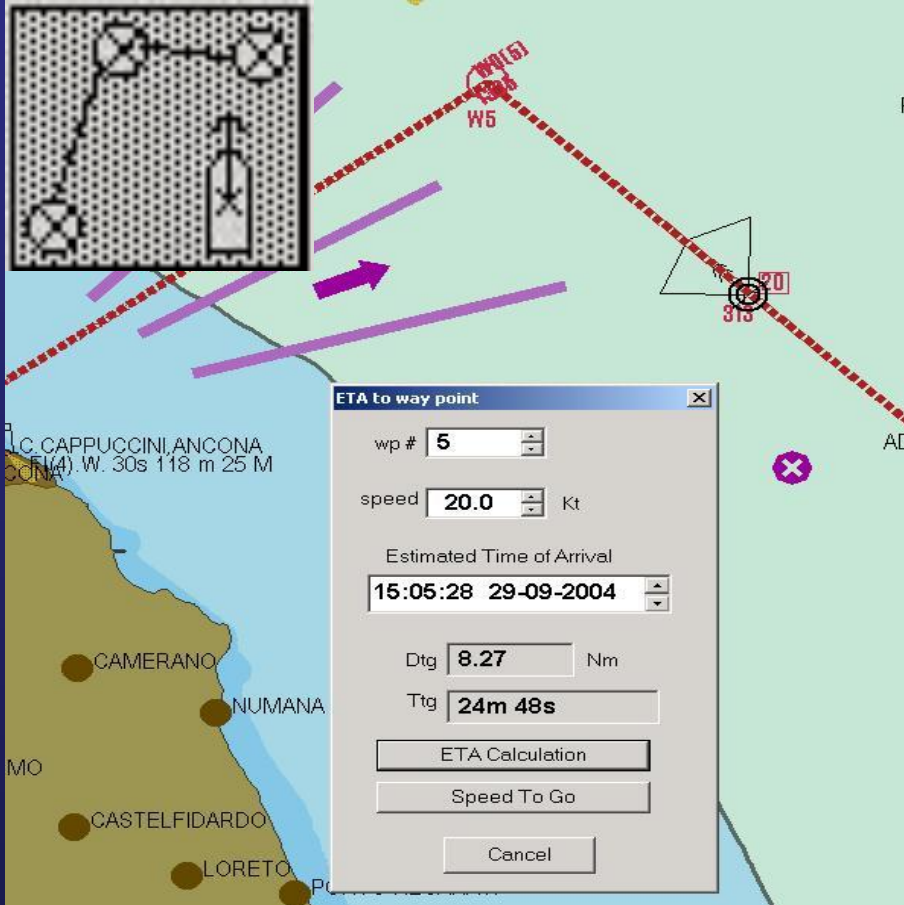 W5
20
313
C. CAPPUCCINI, ANCONA
Fl(4).W. 30s 118 m 25 M
CONA
AD
ETA to way point
wp # 5
speed 20.0 Kt
Estimated Time of Arrival
15:05:28 29-09-2004
CAMERANO
Dtg 8.27 Nm
NUMANA
Ttg 24m 48s
ETA Calculation
MO
Speed To Go
CASTELFIDARDO
Cancel
LORETO